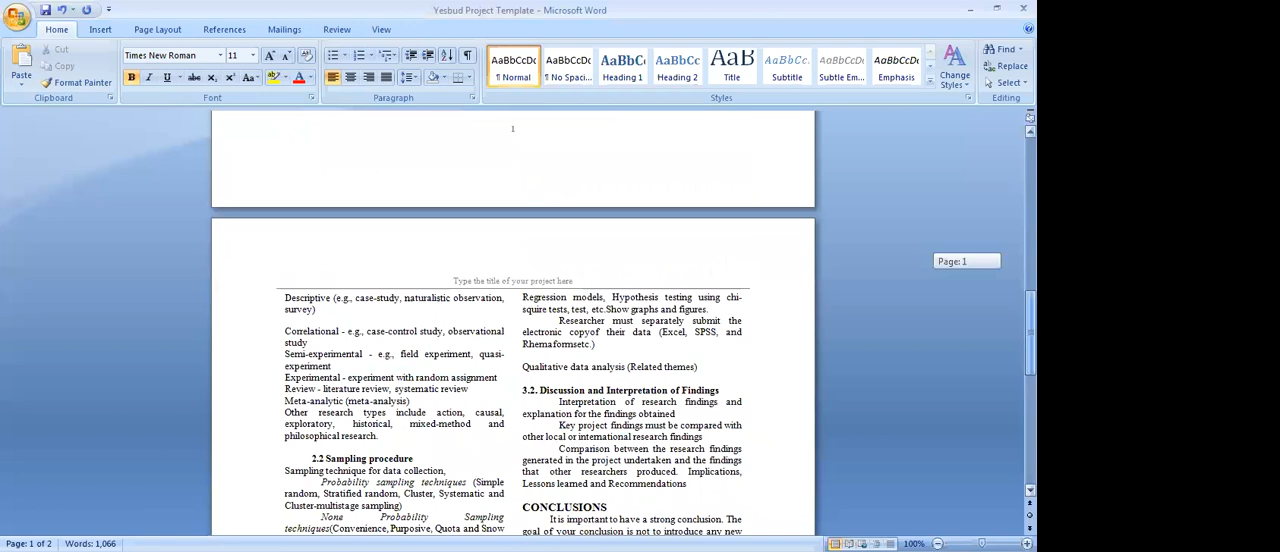 Yesbud Project Template - Microsoft Word
Home Insert Page Layout References Mailings Review View
Paste
Cut
Copy
Format Painter
Clipboard
Times New Roman 11
B I U abc X₂ X² Aa
Font
Paragraph
AaBbCcDc AaBbCcDc AaBbC AaBbCc AaB AaBbCc. AaBbCcDc AaBbCcDc
¶ Normal ¶ No Spaci... Heading 1 Heading 2 Title Subtitle Subtle Em... Emphasis
Change Styles
Styles
Find
Replace
Select
Editing
1
Page: 1
Type the title of your project here
Descriptive (e.g., case-study, naturalistic observation,
survey)
Correlational - e.g., case-control study, observational
study
Semi-experimental - e.g., field experiment, quasi-
experiment
Experimental - experiment with random assignment
Review - literature review, systematic review
Meta-analytic (meta-analysis)
Other research types include action, causal,
exploratory, historical, mixed-method and
philosophical research.
2.2 Sampling procedure
Sampling technique for data collection,
Probability sampling techniques (Simple
random, Stratified random, Cluster, Systematic and
Cluster-multistage sampling)
None Probability Sampling
techniques(Convenience, Purposive, Quota and Snow
Regression models, Hypothesis testing using chi-
squire tests, test, etc.Show graphs and figures.
Researcher must separately submit the
electronic copyof their data (Excel, SPSS, and
Rhemaformsetc.)
Qualitative data analysis (Related themes)
3.2. Discussion and Interpretation of Findings
Interpretation of research findings and
explanation for the findings obtained
Key project findings must be compared with
other local or international research findings
Comparison between the research findings
generated in the project undertaken and the findings
that other researchers produced. Implications,
Lessons learned and Recommendations
CONCLUSIONS
It is important to have a strong conclusion. The
goal of your conclusion is not to introduce any new
Page: 1 of 2 Words: 1,066
100%